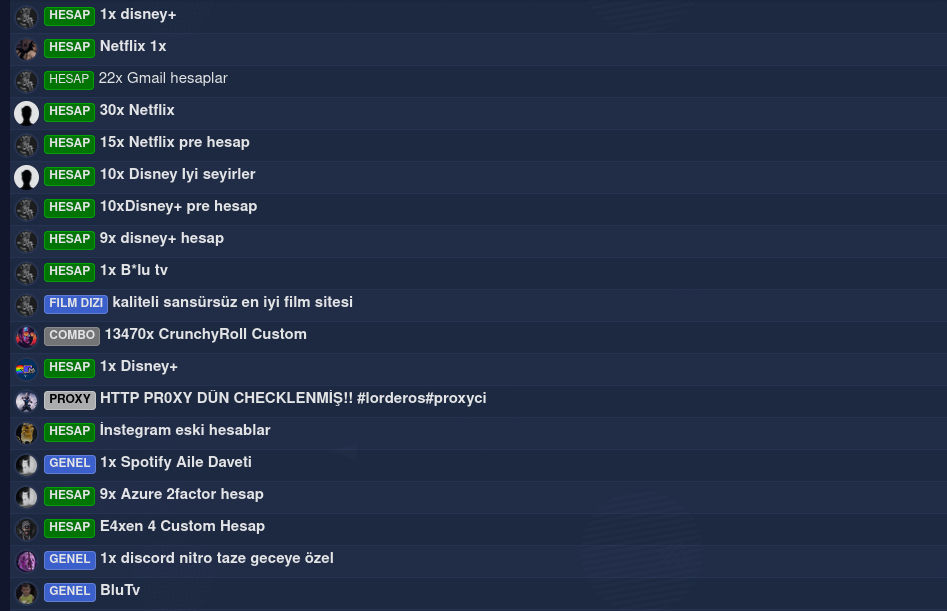 HESAP 1x disney+
HESAP Netflix 1x
HESAP 22x Gmail hesaplar
HESAP 30x Netflix
HESAP 15x Netflix pre hesap
HESAP 10x Disney Iyi seyirler
HESAP 10xDisney+ pre hesap
HESAP 9x disney+ hesap
HESAP 1x B*lu tv
FILM DIZI kaliteli sansürsüz en iyi film sitesi
COMBO 13470x CrunchyRoll Custom
HESAP 1x Disney+
PROXY HTTP PR0XY DÜN CHECKLENMİŞ!! #lorderos#proxyci
HESAP İnstegram eski hesablar
GENEL 1x Spotify Aile Daveti
HESAP 9x Azure 2factor hesap
HESAP E4xen 4 Custom Hesap
GENEL 1x discord nitro taze geceye özel
GENEL BluTv